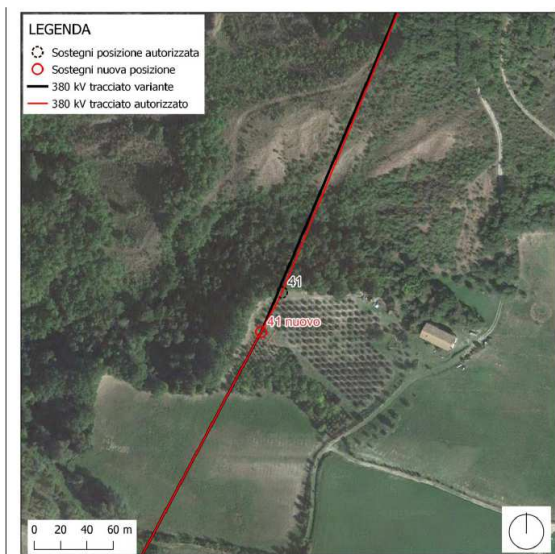 LEGENDA
Sostegni posizione autorizzata
Sostegni nuova posizione
380 kV tracciato variante
380 kV tracciato autorizzato
41
41 nuovo
0 20 40 60 m